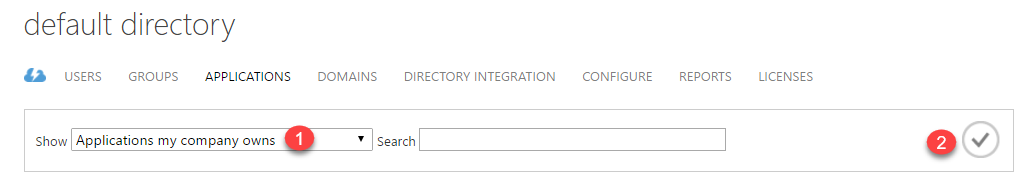 default directory
USERS GROUPS APPLICATIONS DOMAINS DIRECTORY INTEGRATION CONFIGURE REPORTS LICENSES
Show Applications my company owns 1 Search 2